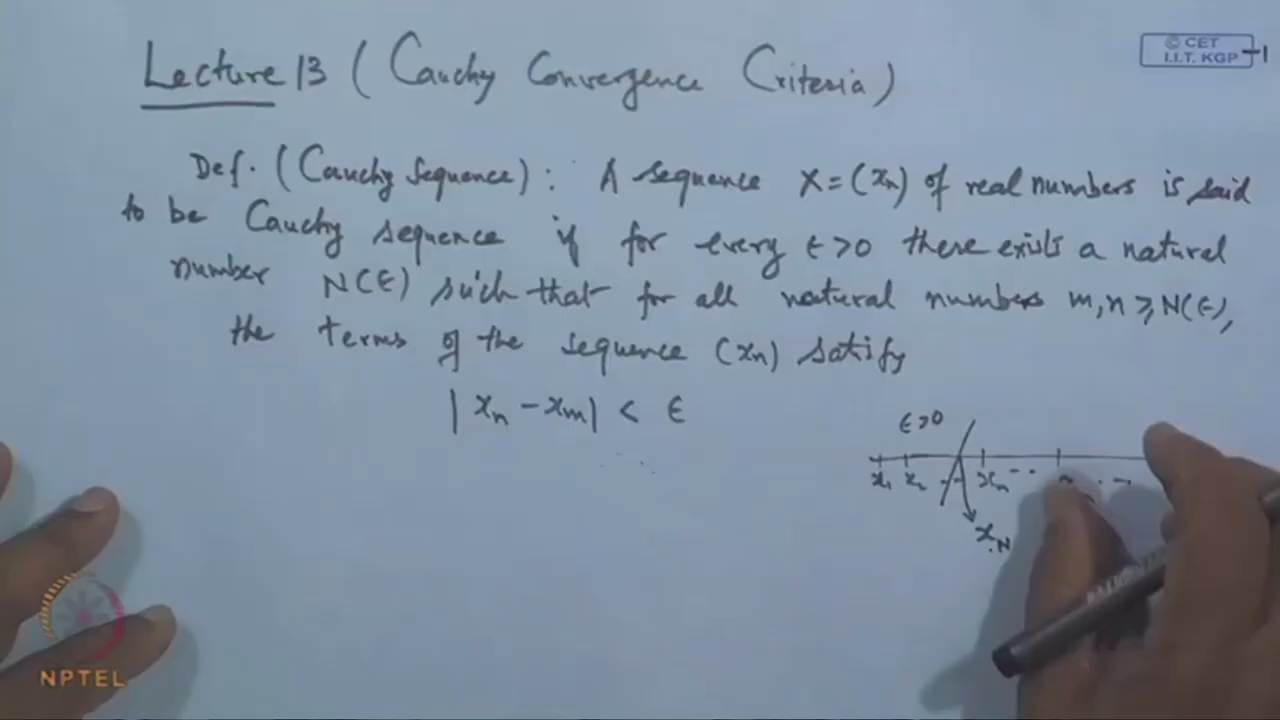 Lecture 13 (Cauchy Convergence Criteria)
© CET
I.I.T. KGP
Def. (Cauchy Sequence): A sequence X=(xn) of real numbers is said
to be Cauchy sequence if for every ε>0 there exists a natural
number N(ε) such that for all natural numbers m,n ≥ N(ε),
the terms of the sequence (xn) satify
|xn - xm| < ε
ε>0
x1 x2 -- xn -- . --
xN
NPTEL